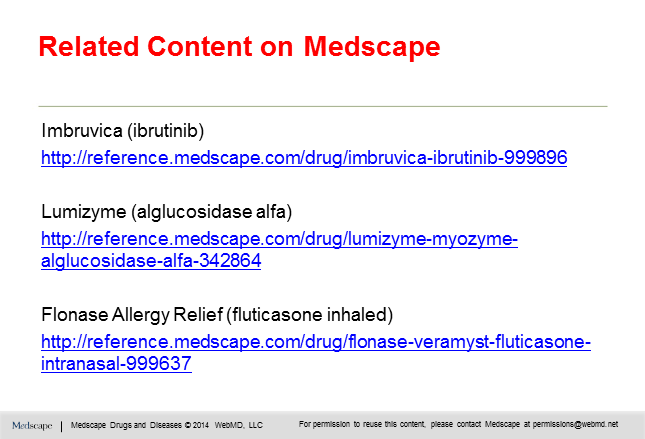 Related Content on Medscape
Imbruvica (ibrutinib)
http://reference.medscape.com/drug/imbruvica-ibrutinib-999896
Lumizyme (alglucosidase alfa)
http://reference.medscape.com/drug/lumizyme-myozyme-
alglucosidase-alfa-342864
Flonase Allergy Relief (fluticasone inhaled)
http://reference.medscape.com/drug/flonase-veramyst-fluticasone-
intranasal-999637
Medscape | Medscape Drugs and Diseases © 2014 WebMD, LLC For permission to reuse this content, please contact Medscape at permissions@webmd.net